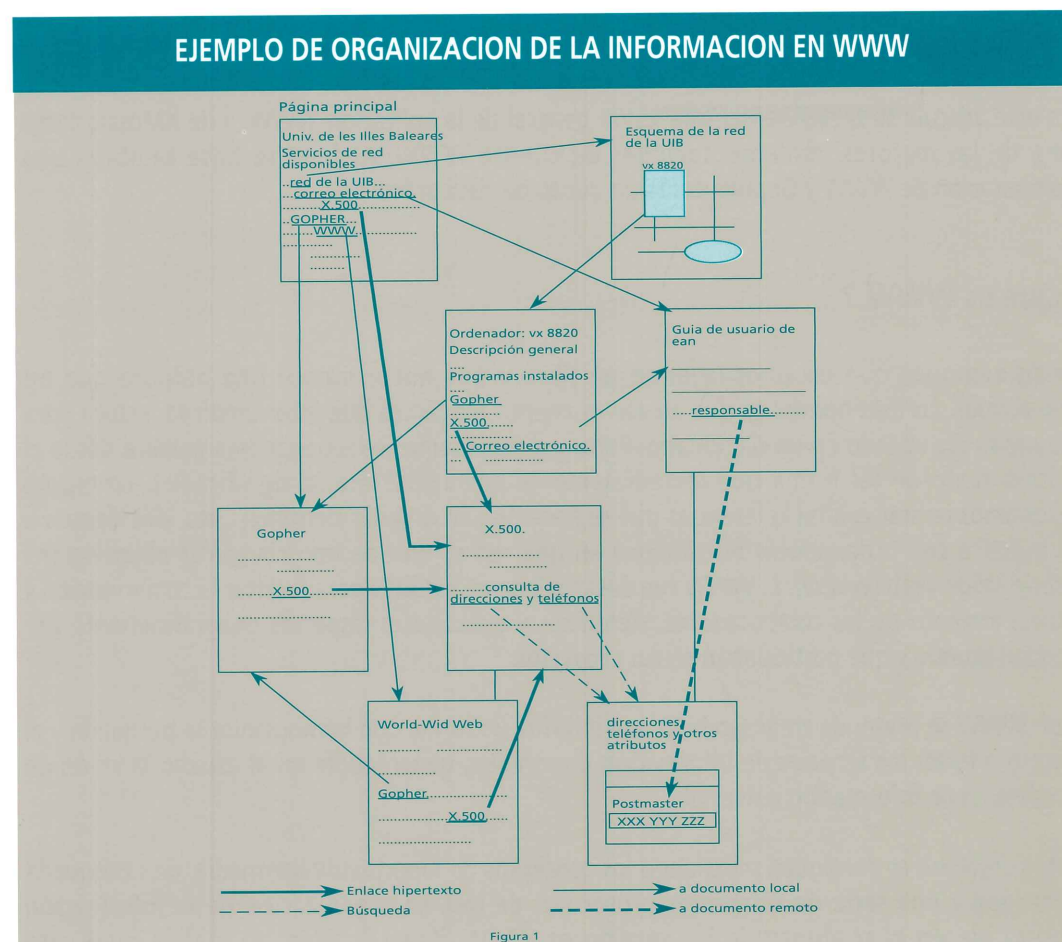 EJEMPLO DE ORGANIZACION DE LA INFORMACION EN WWW
Página principal
Univ. de les Illes Baleares
Servicios de red
disponibles
...red de la UIB...
correo electrónico.
X.500
GOPHER
WWW
Esquema de la red
de la UIB
vx 8820
Ordenador: vx 8820
Descripción general
Programas instalados
Gopher
X.500
Correo electrónico.
Guia de usuario de
ean
responsable
Gopher
X.500
X.500.
consulta de
direcciones y teléfonos
World-Wid Web
Gopher
X.500
direcciones
teléfonos y otros
atributos
Postmaster
XXX YYY ZZZ
Enlace hipertexto
a documento local
Búsqueda
a documento remoto
Figura 1